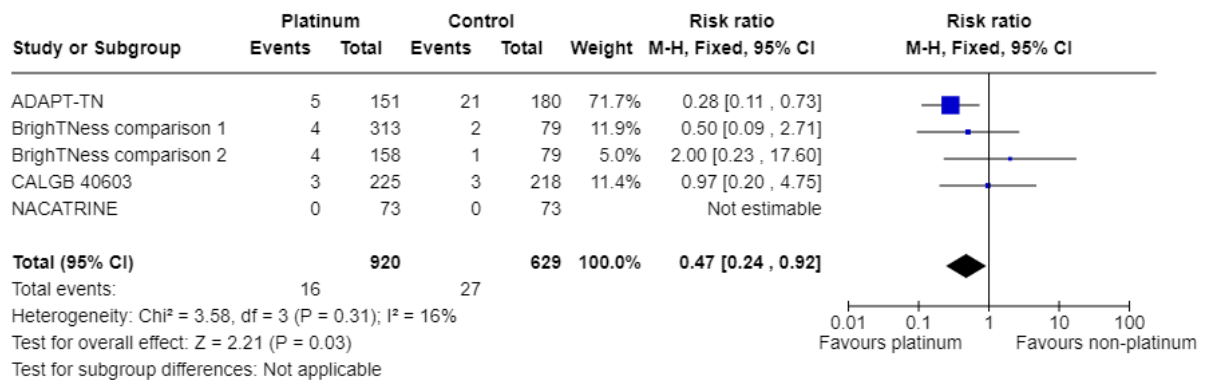 Platinum Control Risk ratio Risk ratio
Study or Subgroup Events Total Events Total Weight M-H, Fixed, 95% CI M-H, Fixed, 95% CI
ADAPT-TN 5 151 21 180 71.7% 0.28 [0.11 , 0.73]
BrighTNess comparison 1 4 313 2 79 11.9% 0.50 [0.09 , 2.71]
BrighTNess comparison 2 4 158 1 79 5.0% 2.00 [0.23 , 17.60]
CALGB 40603 3 225 3 218 11.4% 0.97 [0.20 , 4.75]
NACATRINE 0 73 0 73 Not estimable
Total (95% CI) 920 629 100.0% 0.47 [0.24 , 0.92]
Total events: 16 27
Heterogeneity: Chi² = 3.58, df = 3 (P = 0.31); I² = 16%
0.01 0.1 1 10 100
Test for overall effect: Z = 2.21 (P = 0.03) Favours platinum Favours non-platinum
Test for subgroup differences: Not applicable